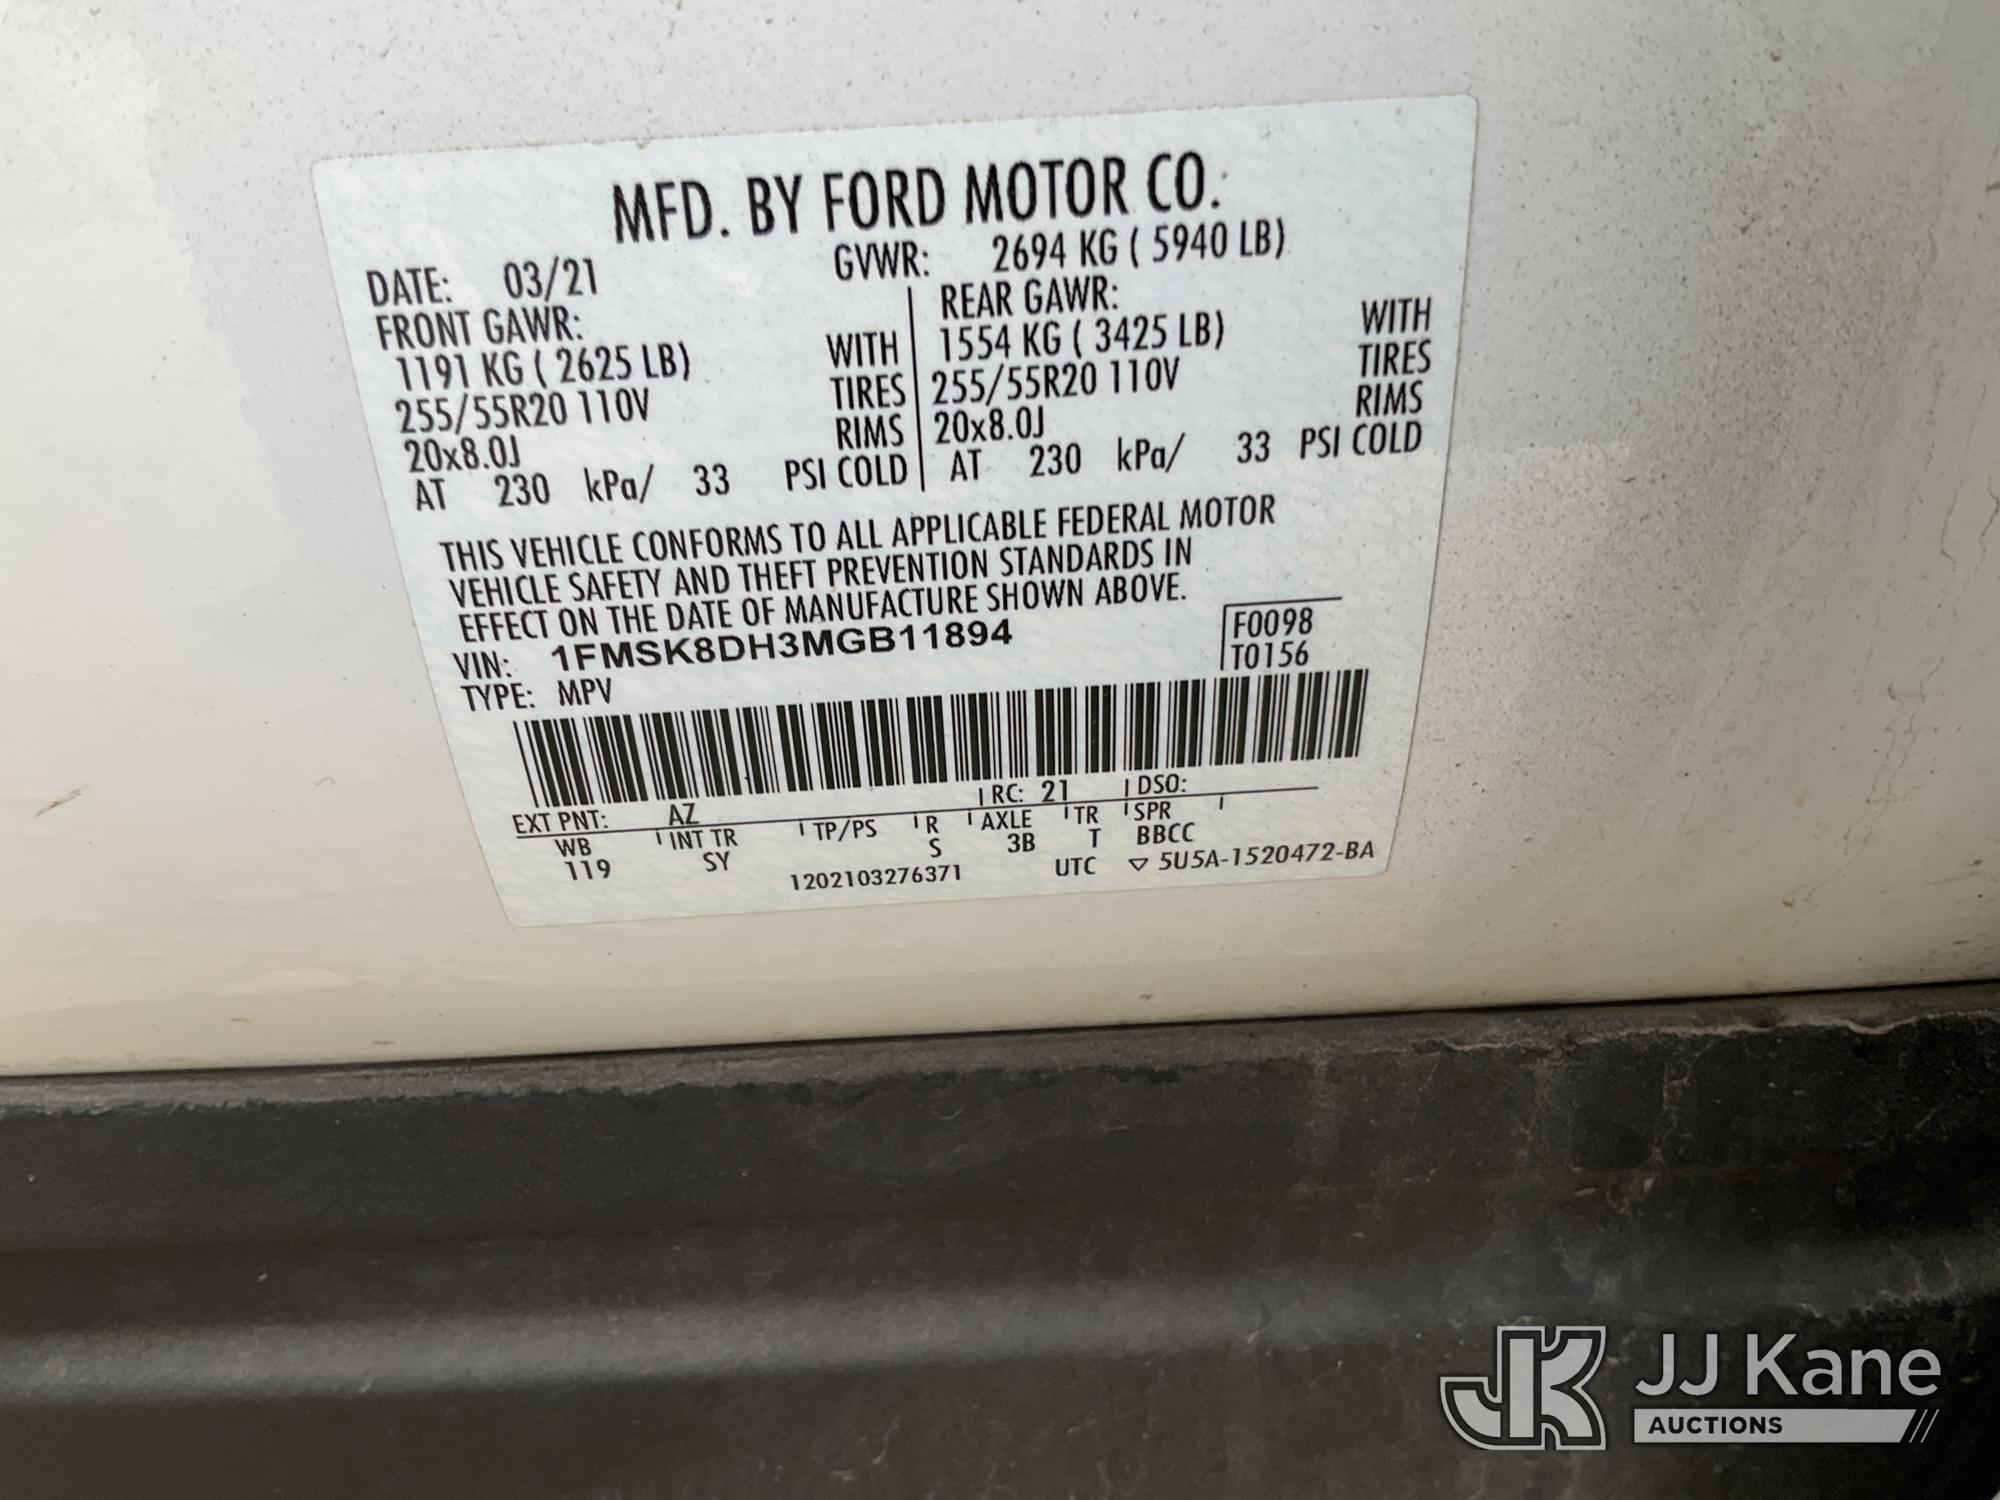 MFD. BY FORD MOTOR CO.
DATE: 03/21 GVWR: 2694 KG ( 5940 LB)
FRONT GAWR: REAR GAWR:
1191 KG ( 2625 LB) WITH 1554 KG ( 3425 LB) WITH
255/55R20 110V TIRES 255/55R20 110V TIRES
20x8.0J RIMS 20x8.0J RIMS
AT 230 kPa/ 33 PSI COLD AT 230 kPa/ 33 PSI COLD
THIS VEHICLE CONFORMS TO ALL APPLICABLE FEDERAL MOTOR
VEHICLE SAFETY AND THEFT PREVENTION STANDARDS IN
EFFECT ON THE DATE OF MANUFACTURE SHOWN ABOVE.
VIN: 1FMSK8DH3MGB11894 F0098
TYPE: MPV T0156
EXT PNT: AZ RC: 21 DSO:
WB INT TR TP/PS R AXLE TR SPR
119 SY S 3B T BBCC
1202103276371 UTC ▽ 5U5A-1520472-BA
JK JJ Kane
AUCTIONS